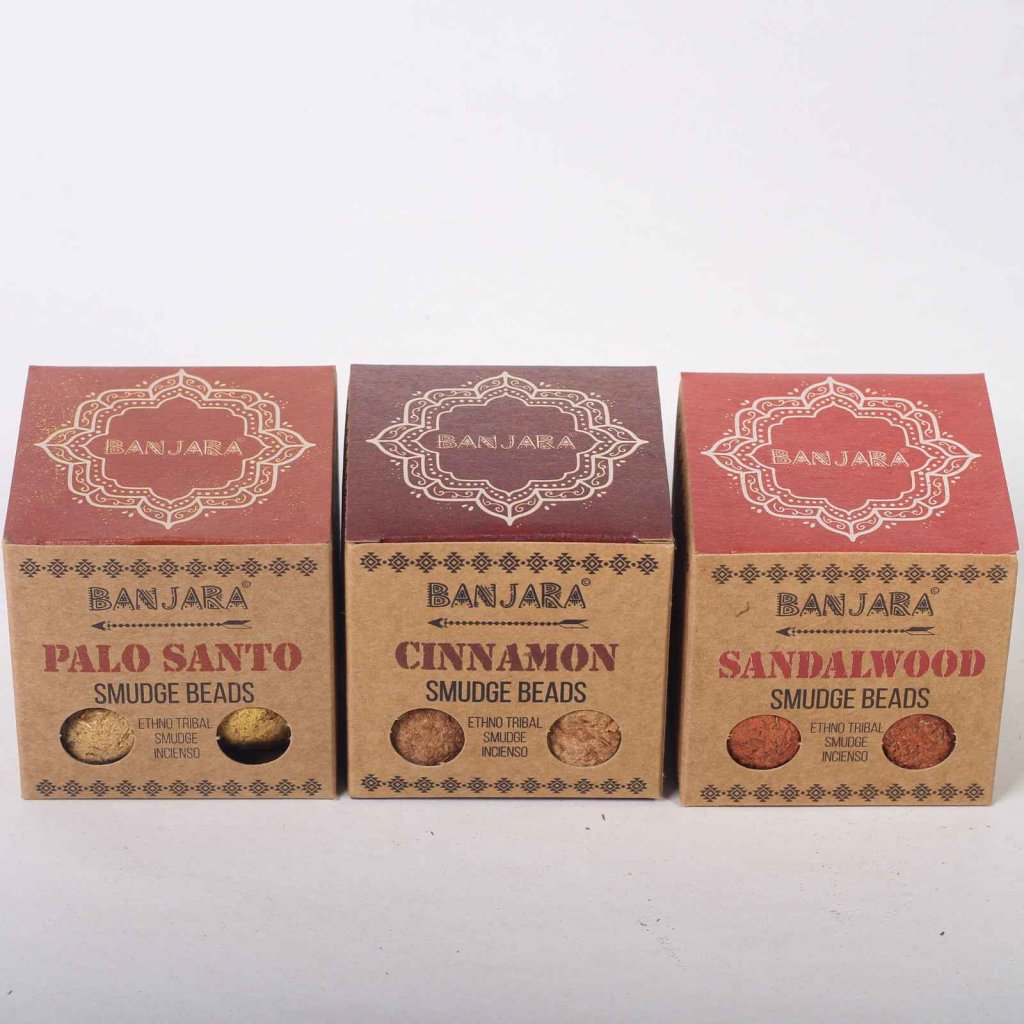 BANJARA
BANJARA©
PALO SANTO
SMUDGE BEADS
ETHNO TRIBAL
SMUDGE
INCIENSO
BANJARA
BANJARA©
CINNAMON
SMUDGE BEADS
ETHNO TRIBAL
SMUDGE
INCIENSO
BANJARA
BANJARA©
SANDALWOOD
SMUDGE BEADS
ETHNO TRIBAL
SMUDGE
INCIENSO